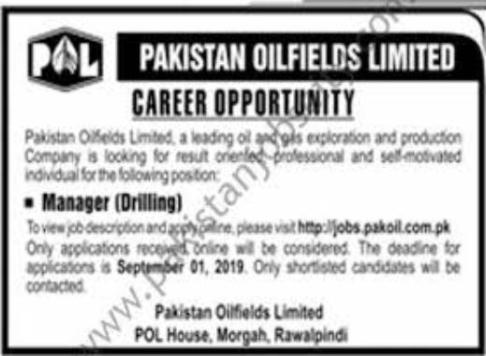 POL
PAKISTAN OILFIELDS LIMITED
CAREER OPPORTUNITY
Pakistan Oilfields Limited, a leading oil and gas exploration and production
Company is looking for result oriented, professional and self-motivated
individual for the following position:
▪ Manager (Drilling)
To view job description and apply online, please visit http://jobs.pakoil.com.pk
Only applications received online will be considered. The deadline for
applications is September 01, 2019. Only shortlisted candidates will be
contacted.
Pakistan Oilfields Limited
POL House, Morgah, Rawalpindi
www.pakistanjobsbank.com